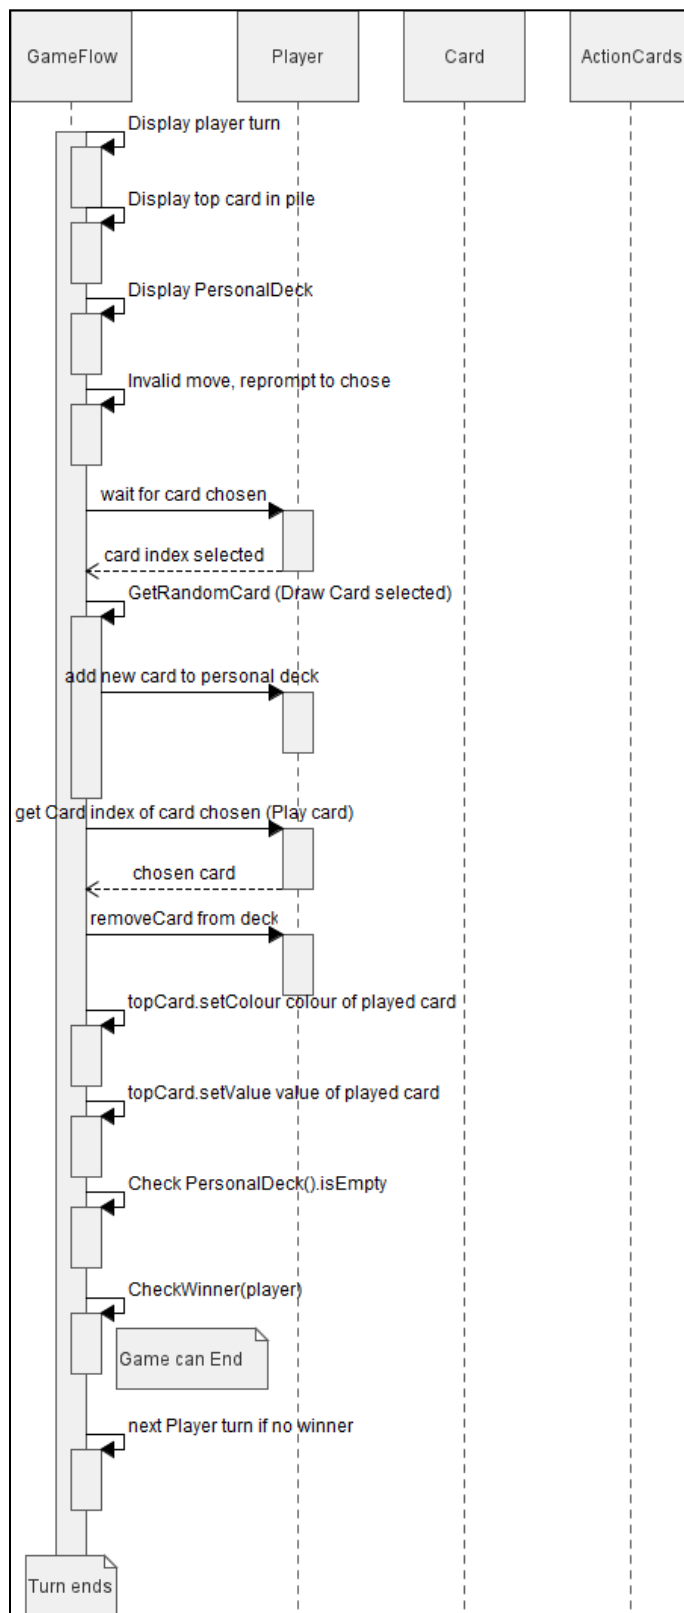 GameFlow Player Card ActionCards
Display player turn
Display top card in pile
Display PersonalDeck
Invalid move, reprompt to chose
wait for card chosen
card index selected
GetRandomCard (Draw Card selected)
add new card to personal deck
get Card index of card chosen (Play card)
chosen card
removeCard from deck
topCard.setColour colour of played card
topCard.setValue value of played card
Check PersonalDeck().isEmpty
CheckWinner(player)
Game can End
next Player turn if no winner
Turn ends